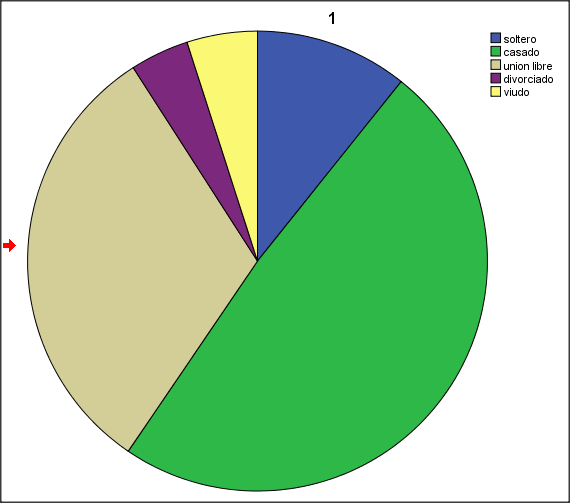 1
soltero
casado
union libre
divorciado
viudo